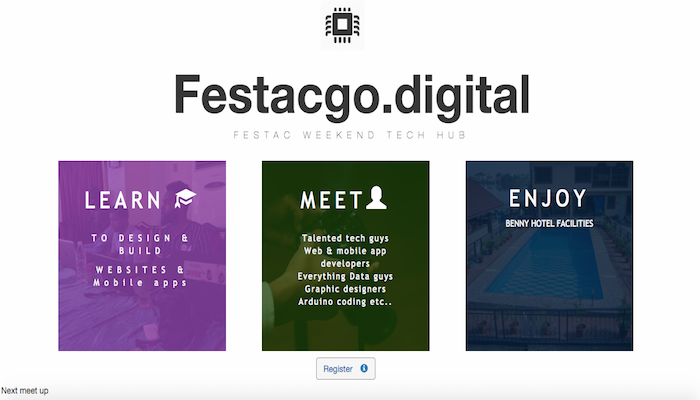 Festacgo.digital
FESTAC WEEKEND TECH HUB
LEARN
TO DESIGN &
BUILD
WEBSITES &
Mobile apps
MEET
Talented tech guys
Web & mobile app
developers
Everything Data guys
Graphic designers
Arduino coding etc..
ENJOY
BENNY HOTEL FACILITIES
Register
Next meet up